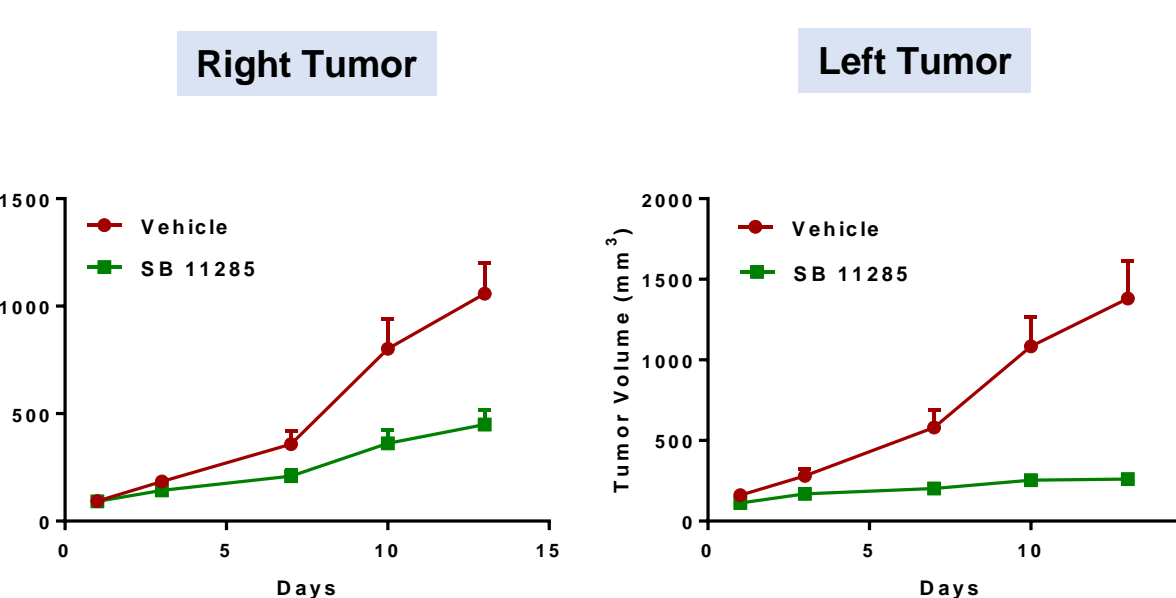 Right Tumor
1500
1000
500
0
Vehicle
SB 11285
0 5 10 15
Days
Left Tumor
Tumor Volume (mm³)
2000
1500
1000
500
0
Vehicle
SB 11285
0 5 10
Days